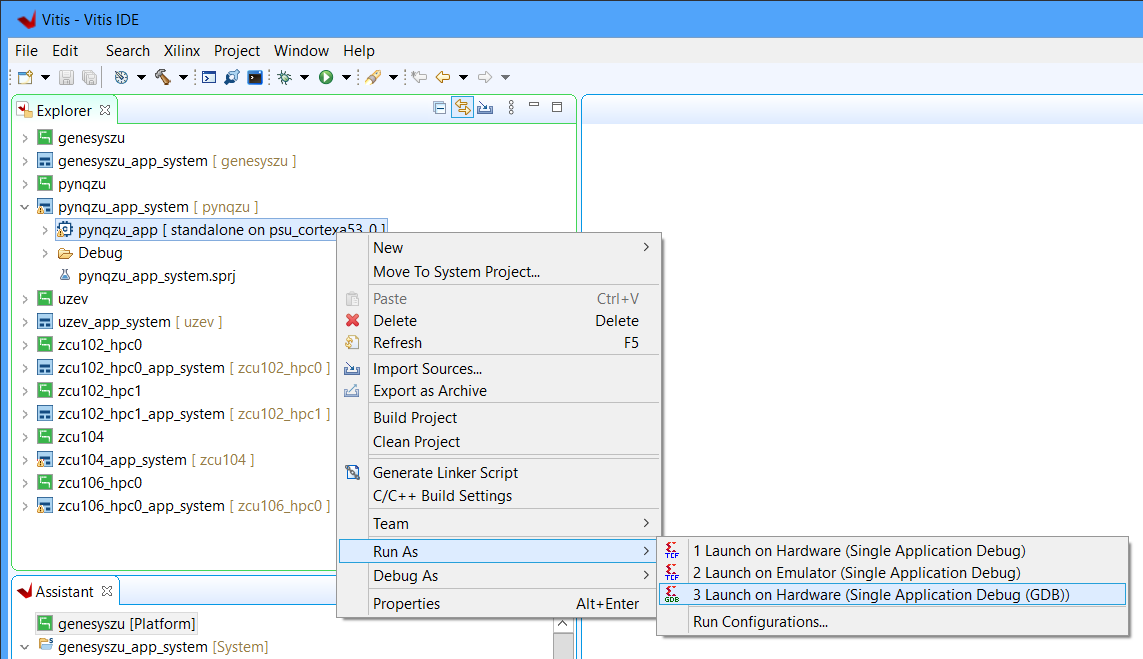 Vitis - Vitis IDE
File Edit Search Xilinx Project Window Help
Explorer
genesyszu
genesyszu_app_system [ genesyszu ]
pynqzu
pynqzu_app_system [ pynqzu ]
pynqzu_app [ standalone on psu_cortexa53_0 ]
Debug
pynqzu_app_system.sprj
uzev
uzev_app_system [ uzev ]
zcu102_hpc0
zcu102_hpc0_app_system [ zcu102_hpc0 ]
zcu102_hpc1
zcu102_hpc1_app_system [ zcu102_hpc1 ]
zcu104
zcu104_app_system [ zcu104 ]
zcu106_hpc0
zcu106_hpc0_app_system [ zcu106_hpc0 ]
New
Move To System Project...
Paste Ctrl+V
Delete Delete
Refresh F5
Import Sources...
Export as Archive
Build Project
Clean Project
Generate Linker Script
C/C++ Build Settings
Team
Run As
Debug As
Properties Alt+Enter
TCF 1 Launch on Hardware (Single Application Debug)
TCF 2 Launch on Emulator (Single Application Debug)
GDB 3 Launch on Hardware (Single Application Debug (GDB))
Run Configurations...
Assistant
genesyszu [Platform]
genesyszu_app_system [System]